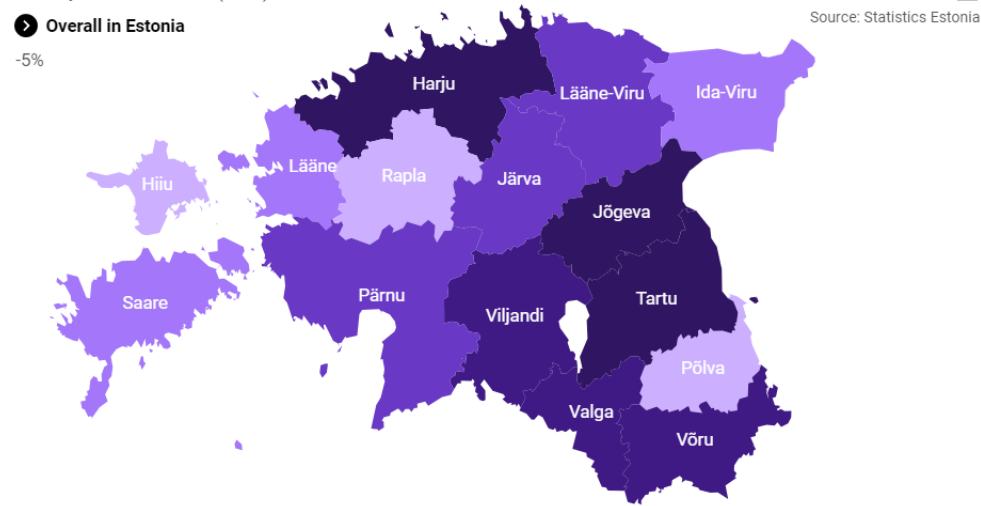 Source: Statistics Estonia
Overall in Estonia
-5%
Harju
Lääne-Viru
Ida-Viru
Lääne
Rapla
Järva
Hiiu
Jõgeva
Saare
Pärnu
Viljandi
Tartu
Põlva
Valga
Võru